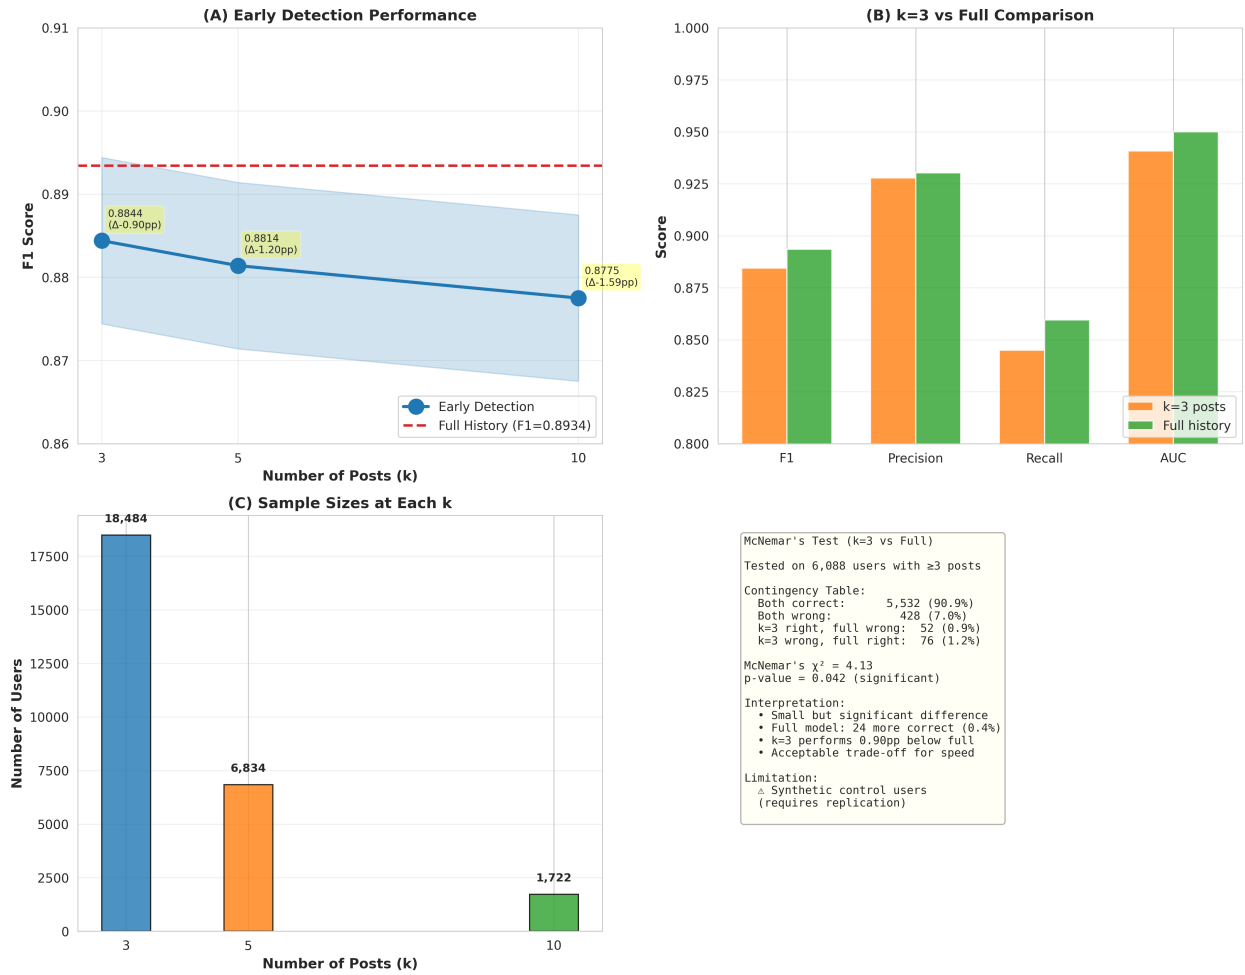 (A) Early Detection Performance
F1 Score
0.91
0.90
0.89
0.88
0.87
0.86
0.8844
(Δ-0.90pp)
0.8814
(Δ-1.20pp)
0.8775
(Δ-1.59pp)
Early Detection
Full History (F1=0.8934)
3 5 10
Number of Posts (k)
(B) k=3 vs Full Comparison
Score
1.000
0.975
0.950
0.925
0.900
0.875
0.850
0.825
0.800
k=3 posts
Full history
F1 Precision Recall AUC
(C) Sample Sizes at Each k
Number of Users
17500
15000
12500
10000
7500
5000
2500
0
18,484
6,834
1,722
3 5 10
Number of Posts (k)
McNemar's Test (k=3 vs Full)
Tested on 6,088 users with ≥3 posts
Contingency Table:
Both correct: 5,532 (90.9%)
Both wrong: 428 (7.0%)
k=3 right, full wrong: 52 (0.9%)
k=3 wrong, full right: 76 (1.2%)
McNemar's χ² = 4.13
p-value = 0.042 (significant)
Interpretation:
• Small but significant difference
• Full model: 24 more correct (0.4%)
• k=3 performs 0.90pp below full
• Acceptable trade-off for speed
Limitation:
⚠ Synthetic control users
(requires replication)